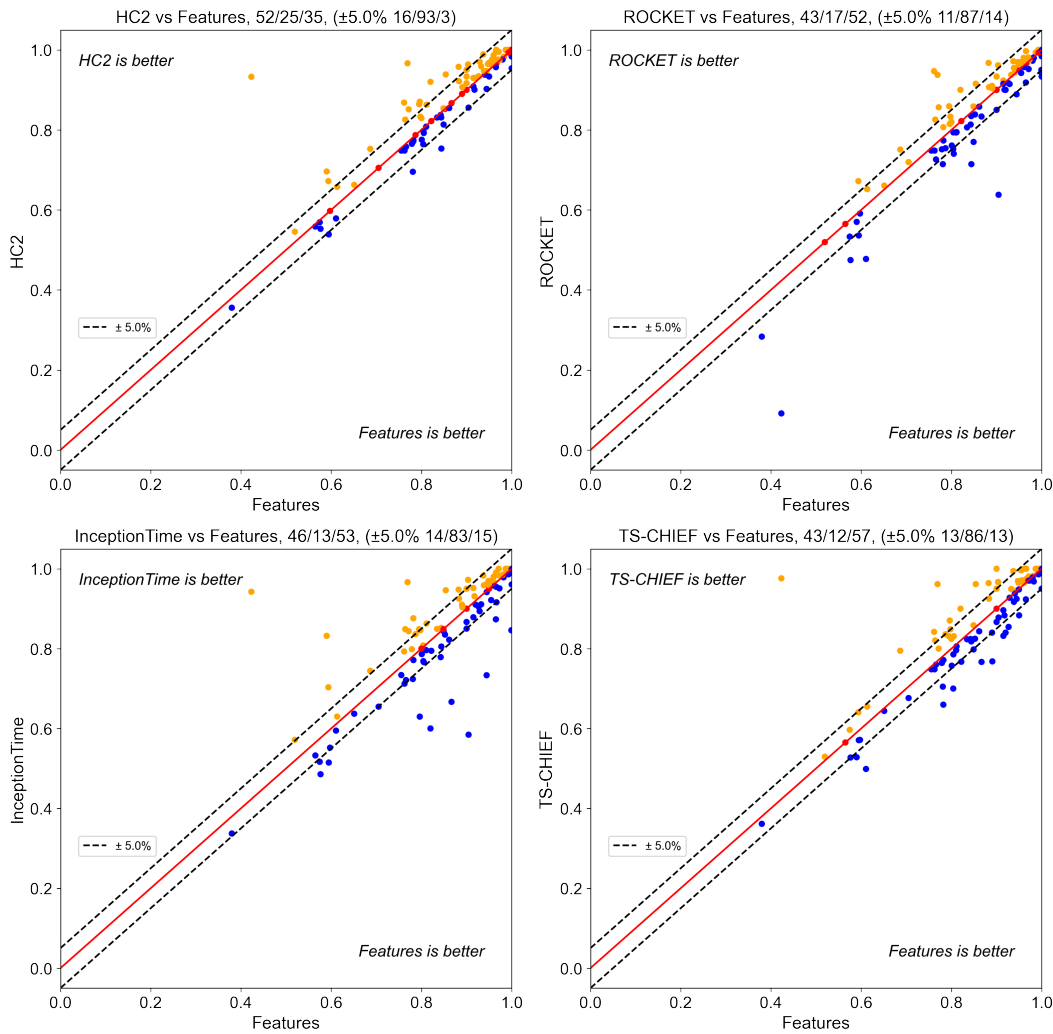 HC2 vs Features, 52/25/35, (±5.0% 16/93/3)
1.0
HC2 is better
0.8
0.6
HC2
0.4
± 5.0%
0.2
Features is better
0.0
0.0 0.2 0.4 0.6 0.8 1.0
Features
ROCKET vs Features, 43/17/52, (±5.0% 11/87/14)
1.0
ROCKET is better
0.8
0.6
ROCKET
0.4
± 5.0%
0.2
Features is better
0.0
0.0 0.2 0.4 0.6 0.8 1.0
Features
InceptionTime vs Features, 46/13/53, (±5.0% 14/83/15)
1.0
InceptionTime is better
0.8
0.6
InceptionTime
0.4
± 5.0%
0.2
Features is better
0.0
0.0 0.2 0.4 0.6 0.8 1.0
Features
TS-CHIEF vs Features, 43/12/57, (±5.0% 13/86/13)
1.0
TS-CHIEF is better
0.8
0.6
TS-CHIEF
0.4
± 5.0%
0.2
Features is better
0.0
0.0 0.2 0.4 0.6 0.8 1.0
Features